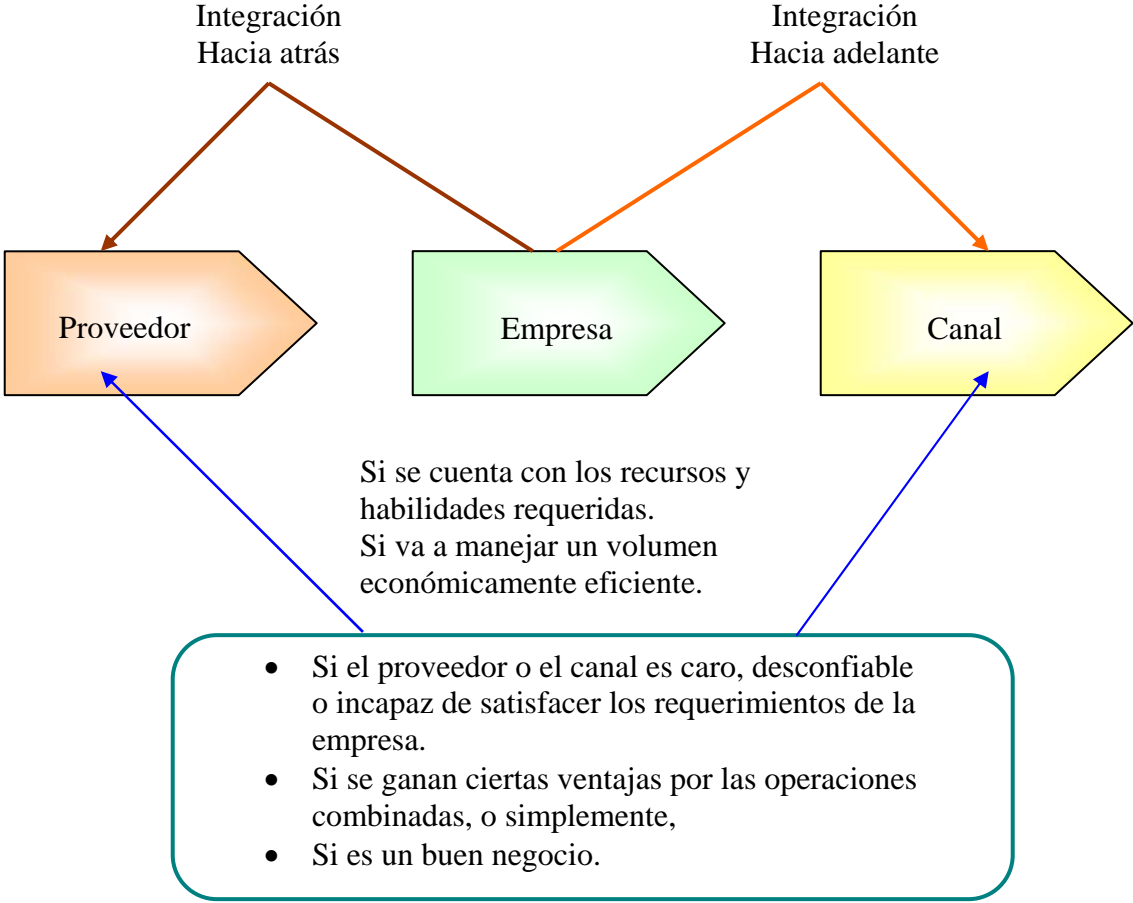 Integración
Hacia atrás
Integración
Hacia adelante
Proveedor
Empresa
Canal
Si se cuenta con los recursos y
habilidades requeridas.
Si va a manejar un volumen
económicamente eficiente.
• Si el proveedor o el canal es caro, desconfiable
o incapaz de satisfacer los requerimientos de la
empresa.
• Si se ganan ciertas ventajas por las operaciones
combinadas, o simplemente,
• Si es un buen negocio.